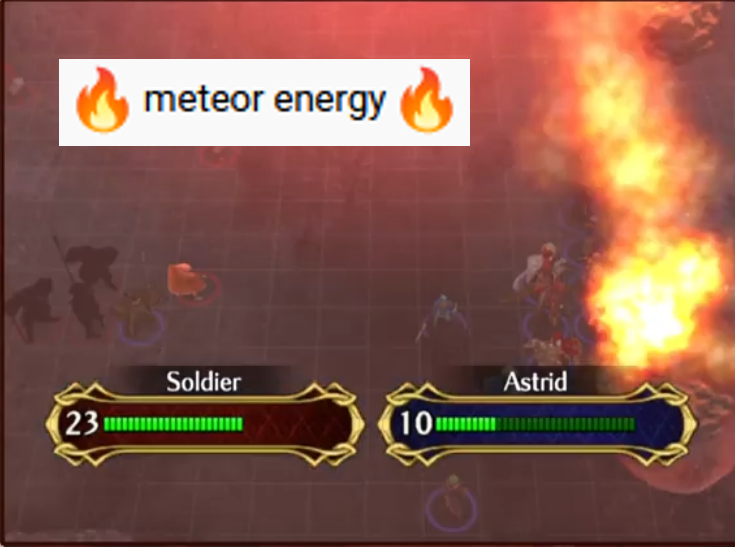 🔥 meteor energy 🔥
Soldier
Astrid
23
10